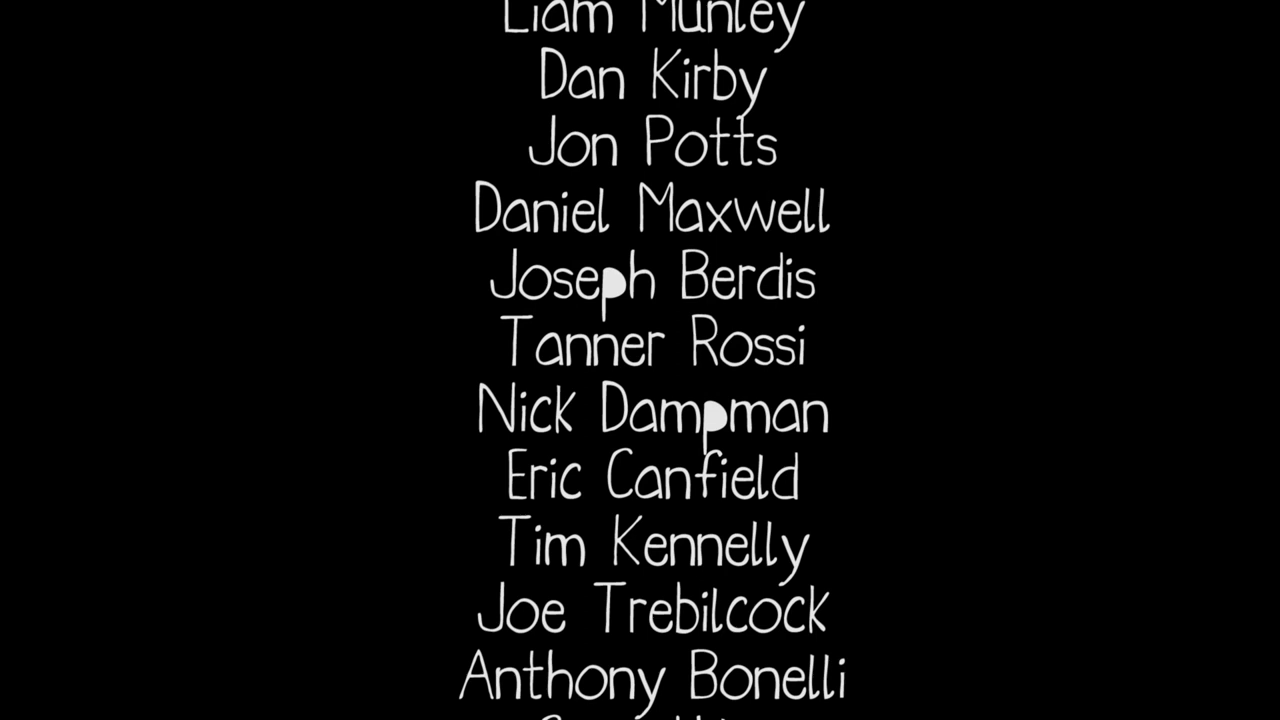 Liam Munley
Dan Kirby
Jon Potts
Daniel Maxwell
Joseph Berdis
Tanner Rossi
Nick Dampman
Eric Canfield
Tim Kennelly
Joe Trebilcock
Anthony Bonelli